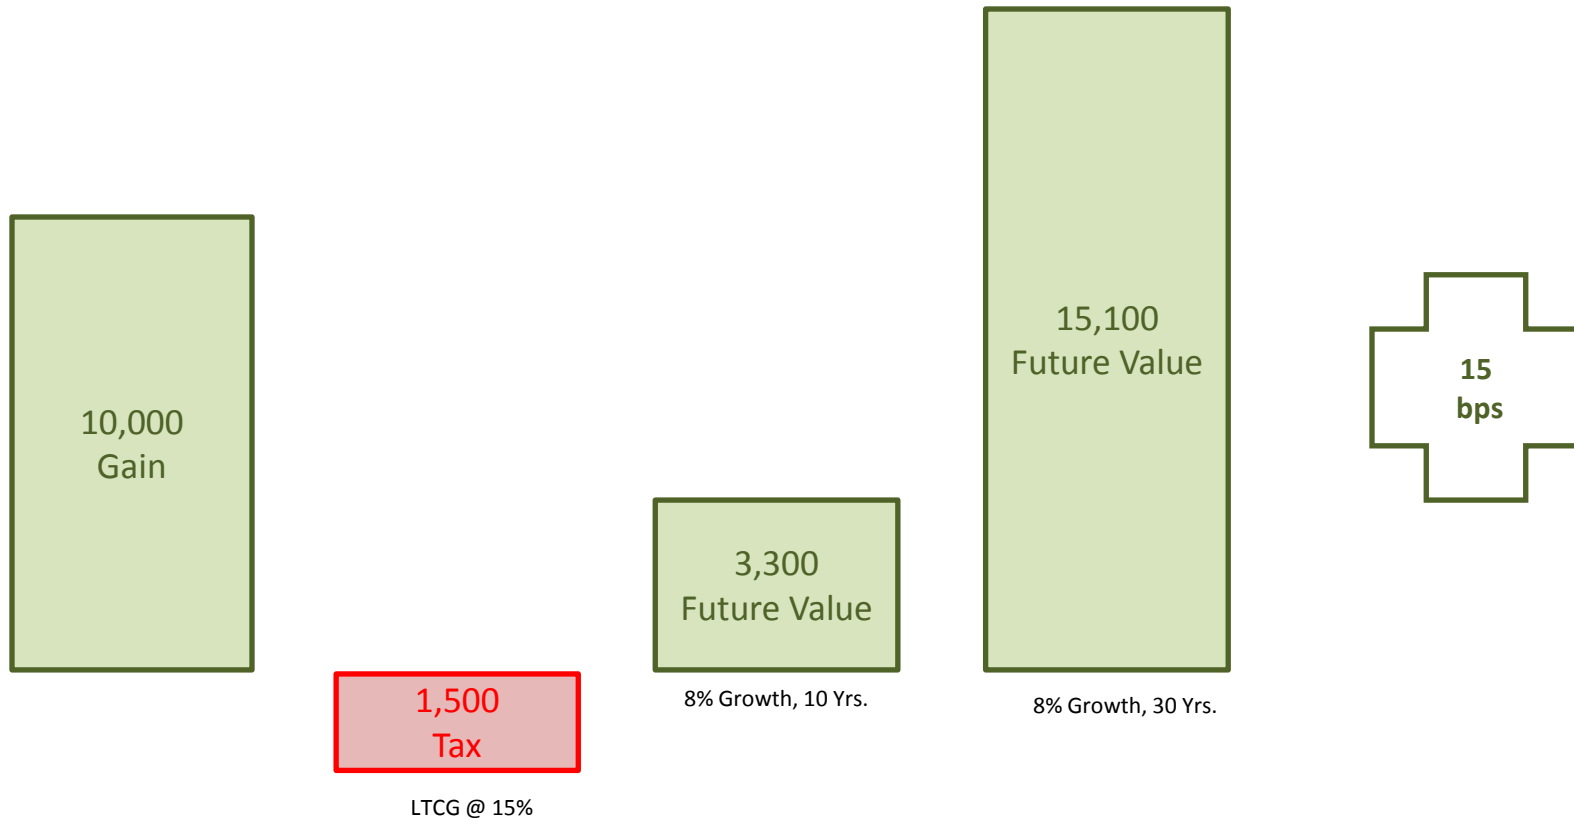 10,000
Gain
1,500
Tax
LTCG @ 15%
3,300
Future Value
8% Growth, 10 Yrs.
15,100
Future Value
8% Growth, 30 Yrs.
15
bps